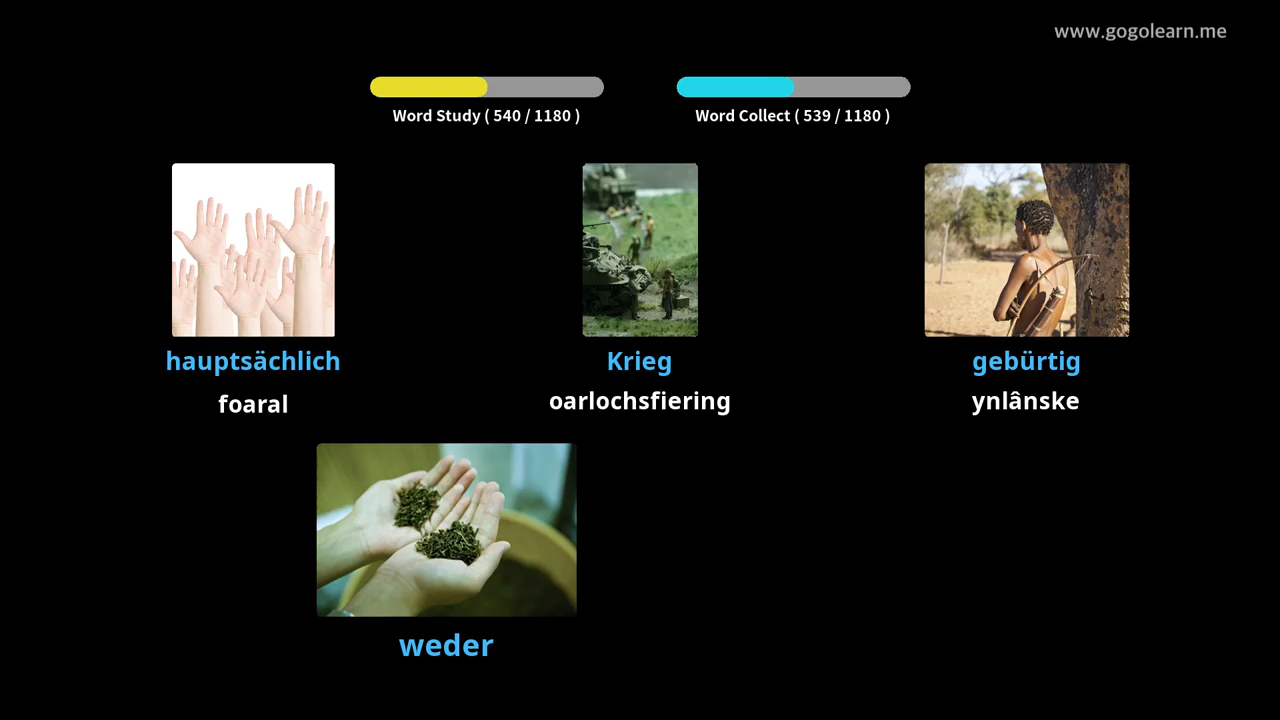 www.gogolearn.me
Word Study ( 540 / 1180 )
Word Collect ( 539 / 1180 )
hauptsächlich
Krieg
gebürtig
foaral
oarlochsfiering
ynlânske
weder